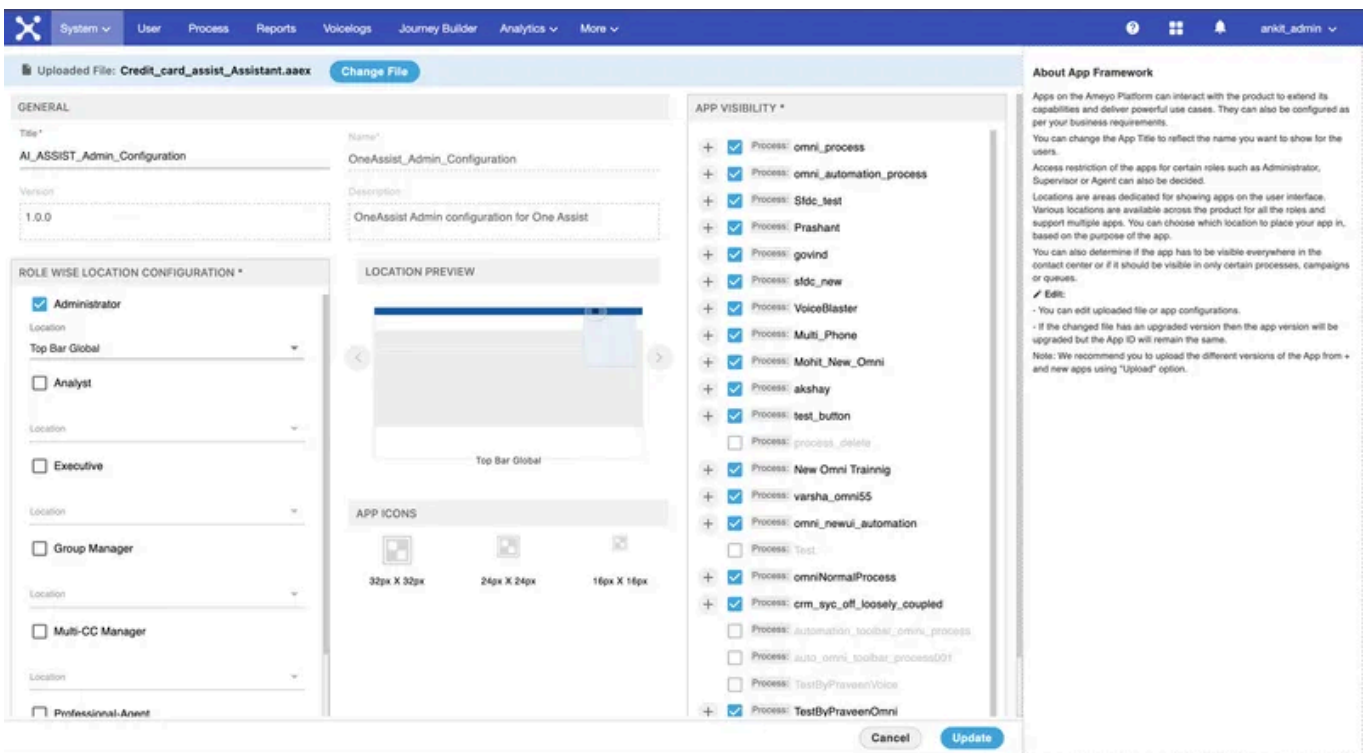 System User Process Reports Voicelogs Journey Builder Analytics More ankit_admin
Uploaded File: Credit_card_assist_Assistant.aaex Change File
GENERAL
Title*
AI_ASSIST_Admin_Configuration
Name*
OneAssist_Admin_Configuration
Version
1.0.0
Description
OneAssist Admin configuration for One Assist
ROLE WISE LOCATION CONFIGURATION *
Administrator
Location
Top Bar Global
Analyst
Location
Executive
Location
Group Manager
Location
Multi-CC Manager
Location
Professional-Agent
LOCATION PREVIEW
Top Bar Global
APP ICONS
32px X 32px
24px X 24px
16px X 16px
APP VISIBILITY *
Process: omni_process
Process: omni_automation_process
Process: Sfdc_test
Process: Prashant
Process: govind
Process: sfdc_new
Process: VoiceBlaster
Process: Multi_Phone
Process: Mohit_New_Omni
Process: akshay
Process: test_button
Process: process_delete
Process: New Omni Trainnig
Process: varsha_omni55
Process: omni_newui_automation
Process: Test
Process: omniNormalProcess
Process: crm_syc_off_loosely_coupled
Process: automation_toolbar_omni_process
Process: auto_omni_toolbar_process001
Process: TestByPraveenVoice
Process: TestByPraveenOmni
Cancel Update
About App Framework
Apps on the Ameyo Platform can interact with the product to extend its
capabilities and deliver powerful use cases. They can also be configured as
per your business requirements.
You can change the App Title to reflect the name you want to show for the
users.
Access restriction of the apps for certain roles such as Administrator,
Supervisor or Agent can also be decided.
Locations are areas dedicated for showing apps on the user interface.
Various locations are available across the product for all the roles and
support multiple apps. You can choose which location to place your app in,
based on the purpose of the app.
You can also determine if the app has to be visible everywhere in the
contact center or if it should be visible in only certain processes, campaigns
or queues.
Edit:
- You can edit uploaded file or app configurations.
- If the changed file has an upgraded version then the app version will be
upgraded but the App ID will remain the same.
Note: We recommend you to upload the different versions of the App from +
and new apps using "Upload" option.